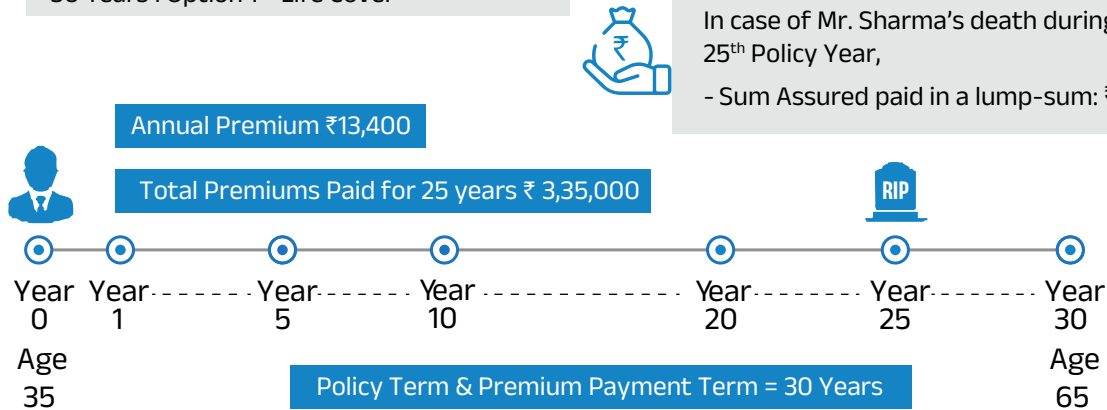 In case of Mr. Sharma's death during
25th Policy Year,
- Sum Assured paid in a lump-sum:
Annual Premium ₹13,400
Total Premiums Paid for 25 years ₹ 3,35,000
RIP
Year Year Year Year Year Year Year
0 1 5 10 20 25 30
Age Age
35 65
Policy Term & Premium Payment Term = 30 Years